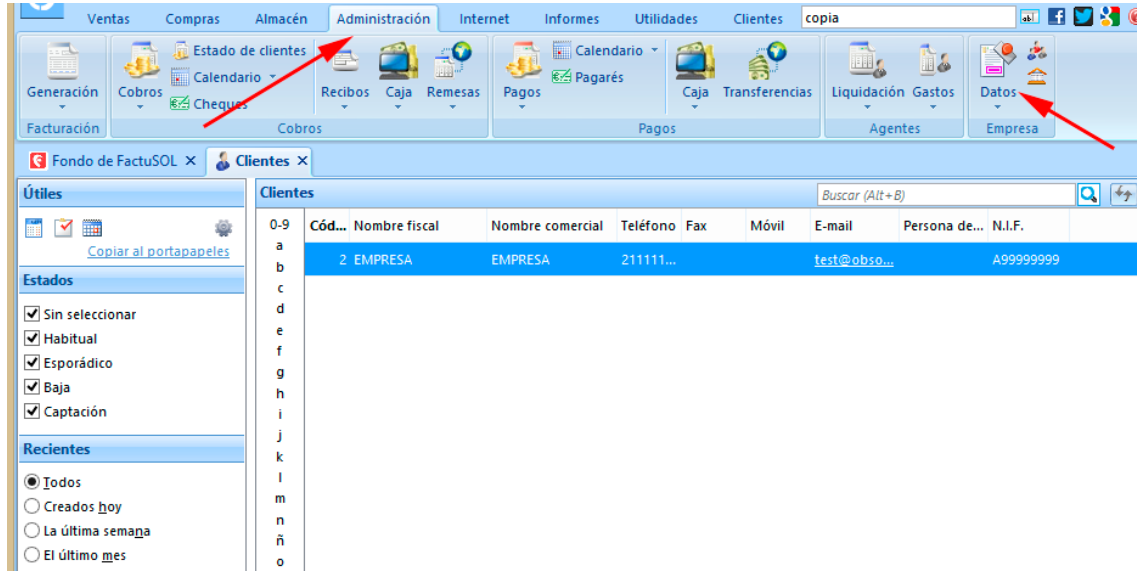 Ventas Compras Almacén Administración Internet Informes Utilidades Clientes copia
Estado de clientes
Calendario
Cheques
Generación Cobros Recibos Caja Remesas
Calendario
Pagarés
Pagos Caja Transferencias
Liquidación Gastos
Datos
Facturación Cobros Pagos Agentes Empresa
Fondo de FactuSOL Clientes
Útiles
Copiar al portapapeles
Estados
Sin seleccionar
Habitual
Esporádico
Baja
Captación
Recientes
Todos
Creados hoy
La última semana
El último mes
Clientes Buscar (Alt+B)
0-9
a
b
c
d
e
f
g
h
i
j
k
l
m
n
ñ
o
Cód... Nombre fiscal Nombre comercial Teléfono Fax Móvil E-mail Persona de... N.I.F.
2 EMPRESA EMPRESA 211111... test@obso... A99999999